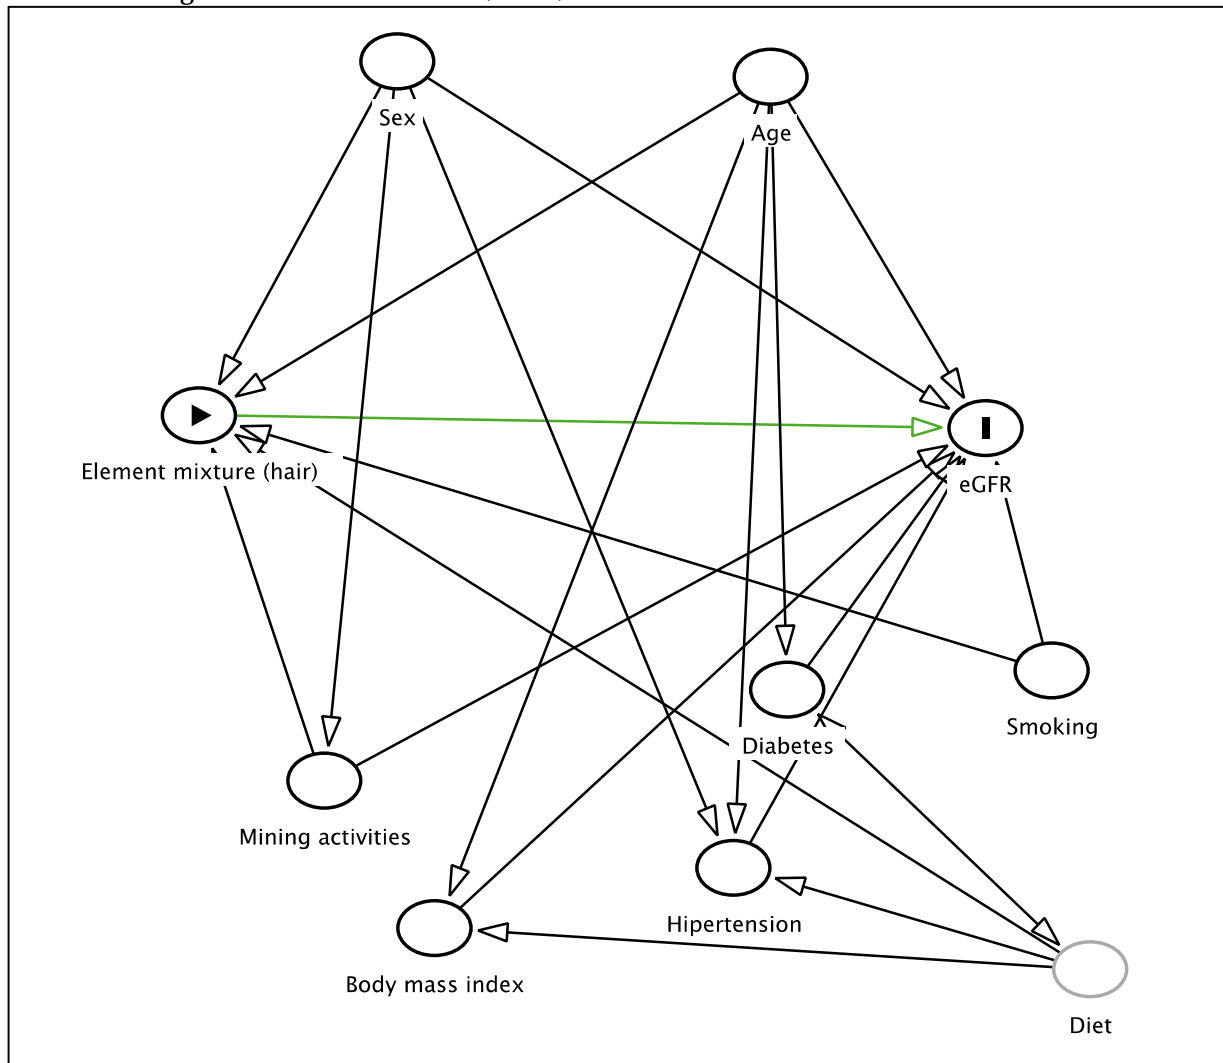 Sex
Age
Element mixture (hair)
eGFR
Smoking
Diabetes
Mining activities
Hipertension
Body mass index
Diet